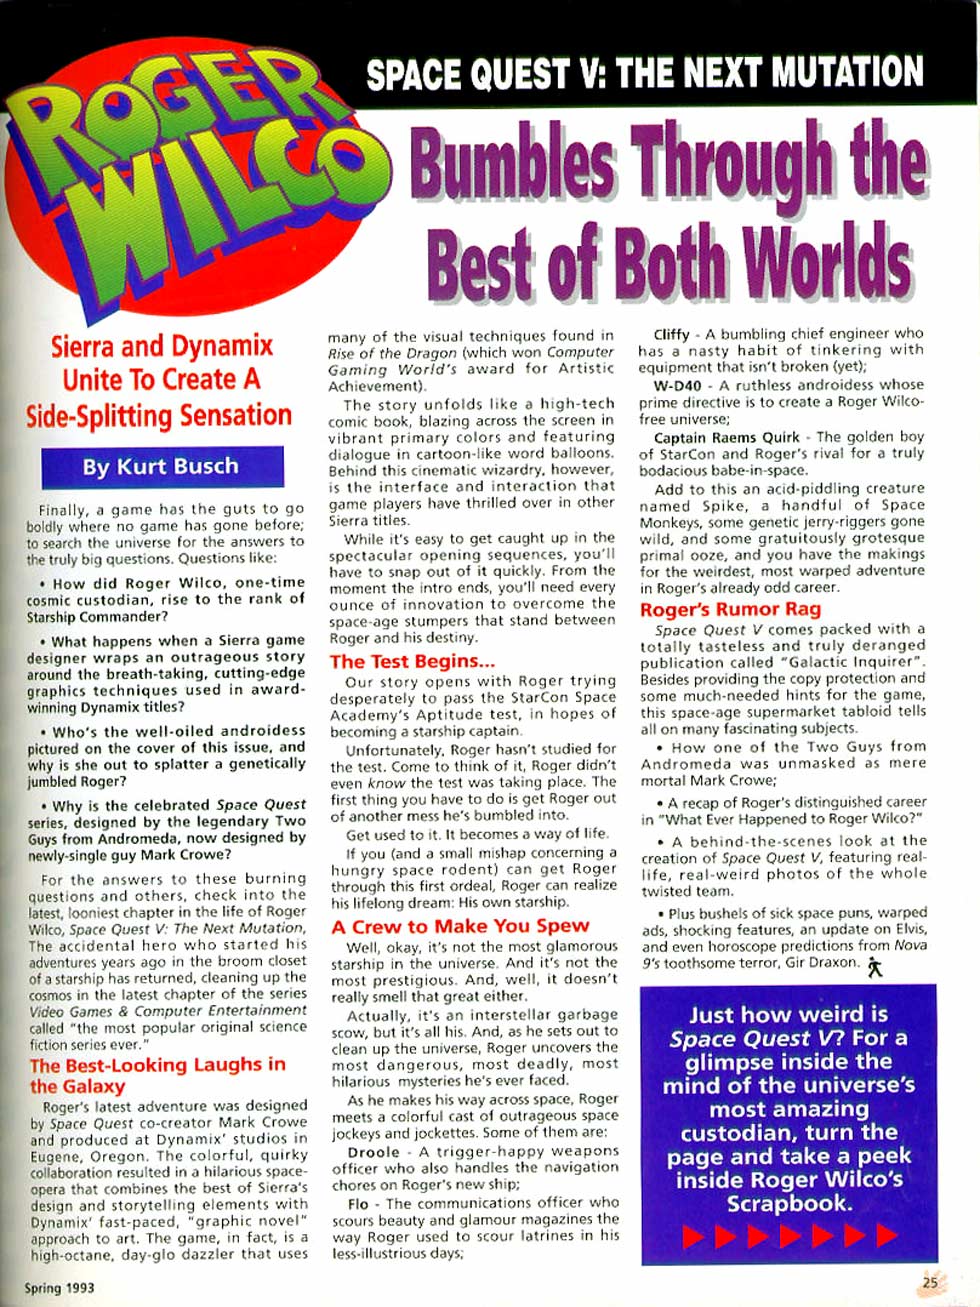 ROGER
WILCO
SPACE QUEST V: THE NEXT MUTATION
Bumbles Through the
Best of Both Worlds
Sierra and Dynamix
Unite To Create A
Side-Splitting Sensation
By Kurt Busch
Finally, a game has the guts to go
boldly where no game has gone before;
to search the universe for the answers to
the truly big questions. Questions like:
• How did Roger Wilco, one-time
cosmic custodian, rise to the rank of
Starship Commander?
• What happens when a Sierra game
designer wraps an outrageous story
around the breath-taking, cutting-edge
graphics techniques used in award-
winning Dynamix titles?
• Who's the well-oiled androidess
pictured on the cover of this issue, and
why is she out to splatter a genetically
jumbled Roger?
• Why is the celebrated Space Quest
series, designed by the legendary Two
Guys from Andromeda, now designed by
newly-single guy Mark Crowe?
For the answers to these burning
questions and others, check into the
latest, looniest chapter in the life of Roger
Wilco, Space Quest V: The Next Mutation,
The accidental hero who started his
adventures years ago in the broom closet
of a starship has returned, cleaning up the
cosmos in the latest chapter of the series
Video Games & Computer Entertainment
called "the most popular original science
fiction series ever."
The Best-Looking Laughs in
the Galaxy
Roger's latest adventure was designed
by Space Quest co-creator Mark Crowe
and produced at Dynamix' studios in
Eugene, Oregon. The colorful, quirky
collaboration resulted in a hilarious space-
opera that combines the best of Sierra's
design and storytelling elements with
Dynamix' fast-paced, "graphic novel"
approach to art. The game, in fact, is a
high-octane, day-glo dazzler that uses
many of the visual techniques found in
Rise of the Dragon (which won Computer
Gaming World's award for Artistic
Achievement).
The story unfolds like a high-tech
comic book, blazing across the screen in
vibrant primary colors and featuring
dialogue in cartoon-like word balloons.
Behind this cinematic wizardry, however,
is the interface and interaction that
game players have thrilled over in other
Sierra titles.
While it's easy to get caught up in the
spectacular opening sequences, you'll
have to snap out of it quickly. From the
moment the intro ends, you'll need every
ounce of innovation to overcome the
space-age stumpers that stand between
Roger and his destiny.
The Test Begins...
Our story opens with Roger trying
desperately to pass the StarCon Space
Academy's Aptitude test, in hopes of
becoming a starship captain.
Unfortunately, Roger hasn't studied for
the test. Come to think of it, Roger didn't
even know the test was taking place. The
first thing you have to do is get Roger out
of another mess he's bumbled into.
Get used to it. It becomes a way of life.
If you (and a small mishap concerning a
hungry space rodent) can get Roger
through this first ordeal, Roger can realize
his lifelong dream: His own starship.
A Crew to Make You Spew
Well, okay, it's not the most glamorous
starship in the universe. And it's not the
most prestigious. And, well, it doesn't
really smell that great either.
Actually, it's an interstellar garbage
scow, but it's all his. And, as he sets out to
clean up the universe, Roger uncovers the
most dangerous, most deadly, most
hilarious mysteries he's ever faced.
As he makes his way across space, Roger
meets a colorful cast of outrageous space
jockeys and jockettes. Some of them are:
Droole - A trigger-happy weapons
officer who also handles the navigation
chores on Roger's new ship;
Flo - The communications officer who
scours beauty and glamour magazines the
way Roger used to scour latrines in his
less-illustrious days;
Cliffy - A bumbling chief engineer who
has a nasty habit of tinkering with
equipment that isn't broken (yet);
W-D40 - A ruthless androidess whose
prime directive is to create a Roger Wilco-
free universe;
Captain Raems Quirk - The golden boy
of StarCon and Roger's rival for a truly
bodacious babe-in-space.
Add to this an acid-piddling creature
named Spike, a handful of Space
Monkeys, some genetic jerry-riggers gone
wild, and some gratuitously grotesque
primal ooze, and you have the makings
for the weirdest, most warped adventure
in Roger's already odd career.
Roger's Rumor Rag
Space Quest V comes packed with a
totally tasteless and truly deranged
publication called "Galactic Inquirer".
Besides providing the copy protection and
some much-needed hints for the game,
this space-age supermarket tabloid tells
all on many fascinating subjects.
• How one of the Two Guys from
Andromeda was unmasked as mere
mortal Mark Crowe;
• A recap of Roger's distinguished career
in "What Ever Happened to Roger Wilco?"
• A behind-the-scenes look at the
creation of Space Quest V, featuring real-
life, real-weird photos of the whole
twisted team.
• Plus bushels of sick space puns, warped
ads, shocking features, an update on Elvis,
and even horoscope predictions from Nova
9's toothsome terror, Gir Draxon.
Just how weird is
Space Quest V? For a
glimpse inside the
mind of the universe's
most amazing
custodian, turn the
page and take a peek
inside Roger Wilco's
Scrapbook.
Spring 1993
25